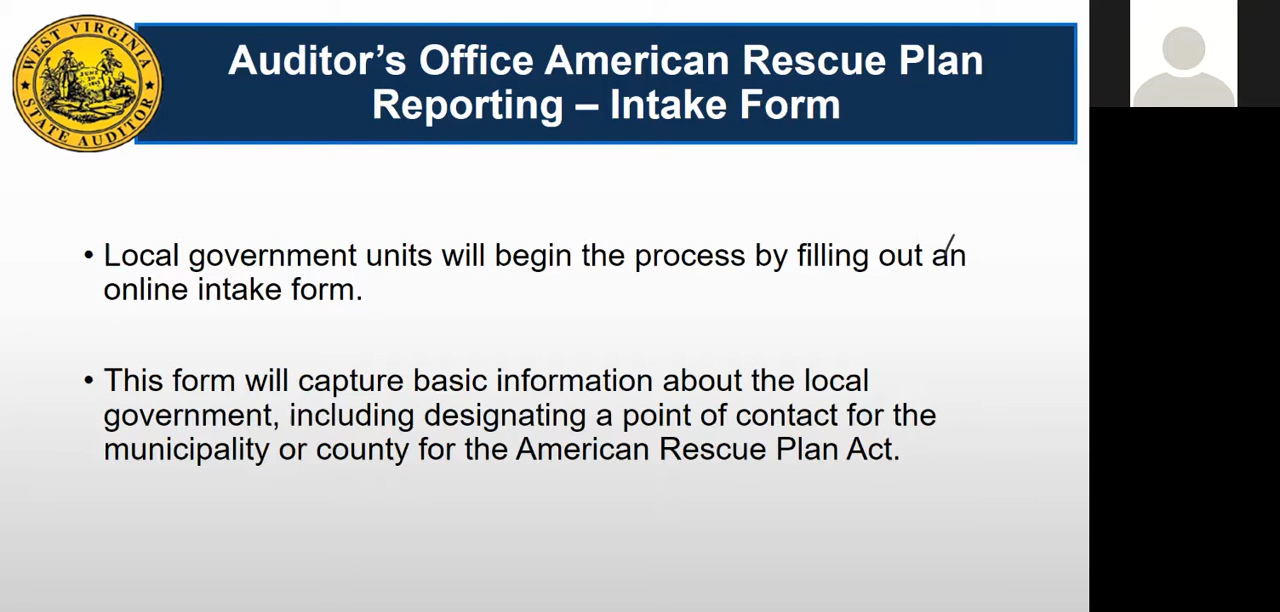 WEST VIRGINIA
STATE AUDITOR
Auditor's Office American Rescue Plan
Reporting – Intake Form
• Local government units will begin the process by filling out an
online intake form.
• This form will capture basic information about the local
government, including designating a point of contact for the
municipality or county for the American Rescue Plan Act.